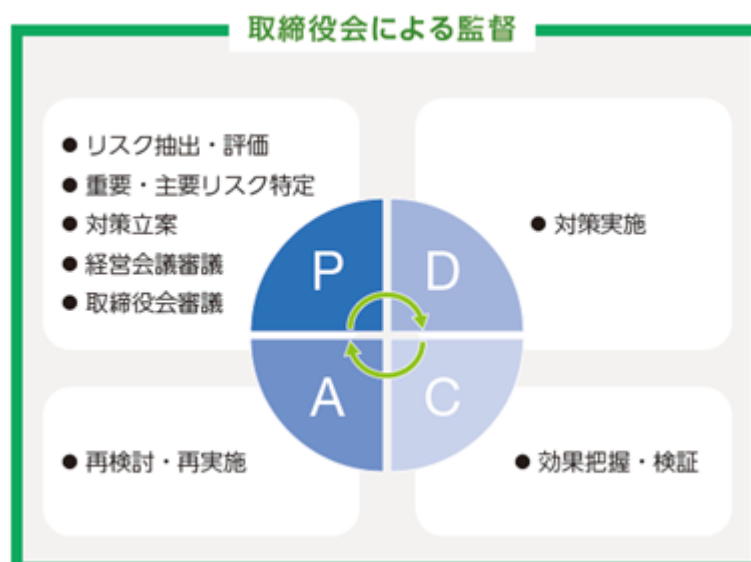 取締役会による監督
● リスク抽出・評価
● 重要・主要リスク特定
● 対策立案
● 経営会議審議
● 取締役会審議
● 対策実施
P
D
A
C
● 再検討・再実施
● 効果把握・検証